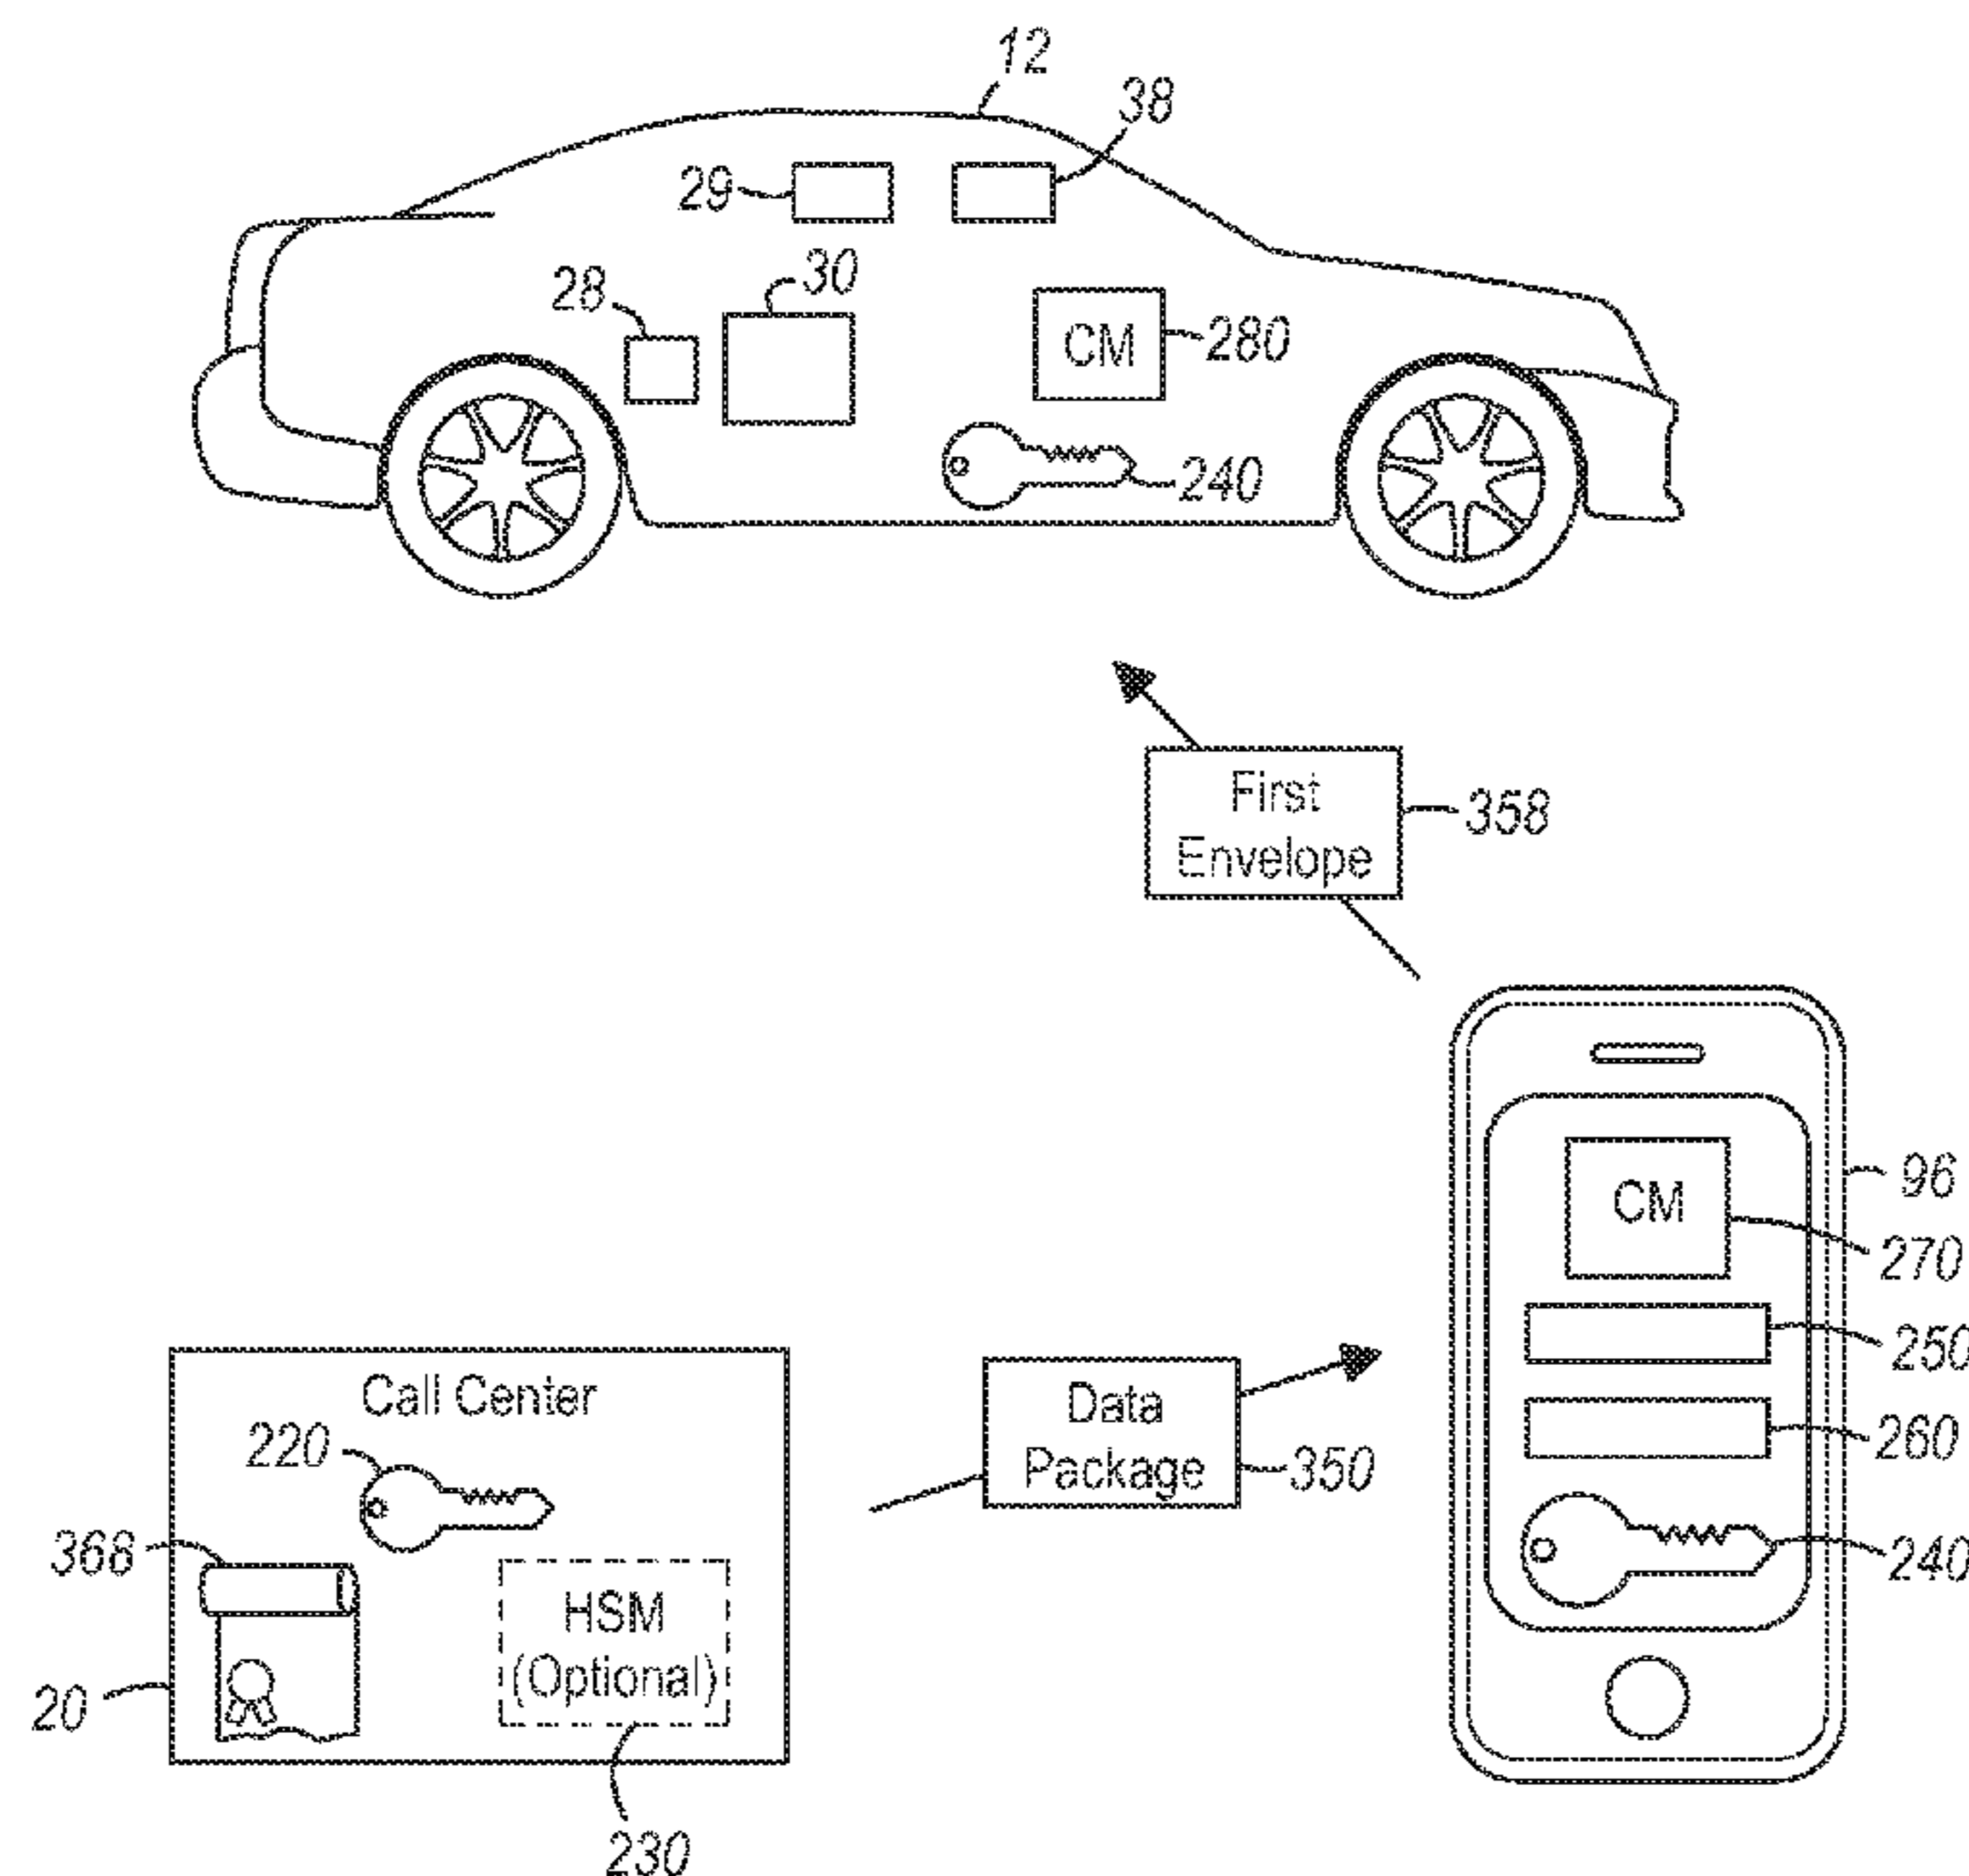 12
38
29
28
30
CM
280
240
First
Envelope
358
96
CM
270
250
260
240
Data
Package
350
Call Center
220
368
HSM
(Optional)
20
230